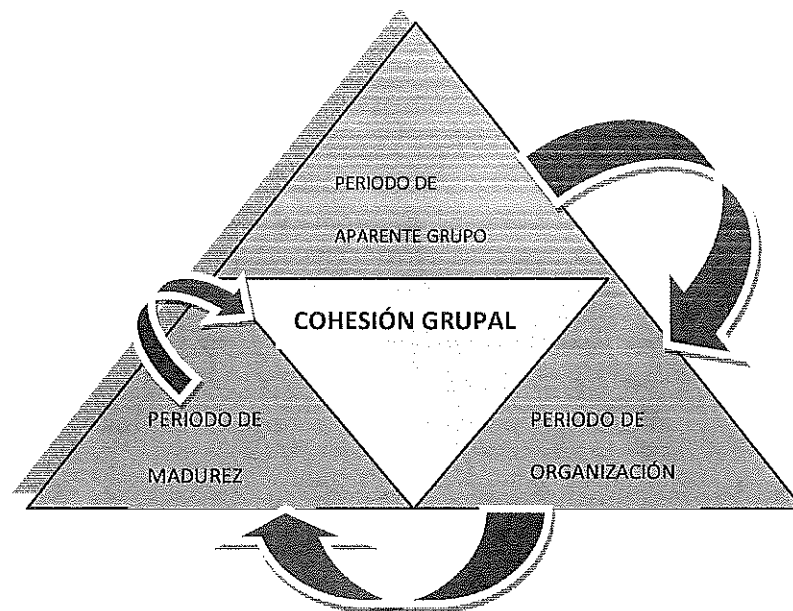 PERIODO DE
APARENTE GRUPO
COHESIÓN GRUPAL
PERIODO DE
MADUREZ
PERIODO DE
ORGANIZACIÓN